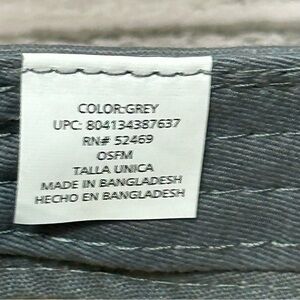 COLOR:GREY
UPC: 804134387637
RN# 52469
OSFM
TALLA UNICA
MADE IN BANGLADESH
HECHO EN BANGLADESH